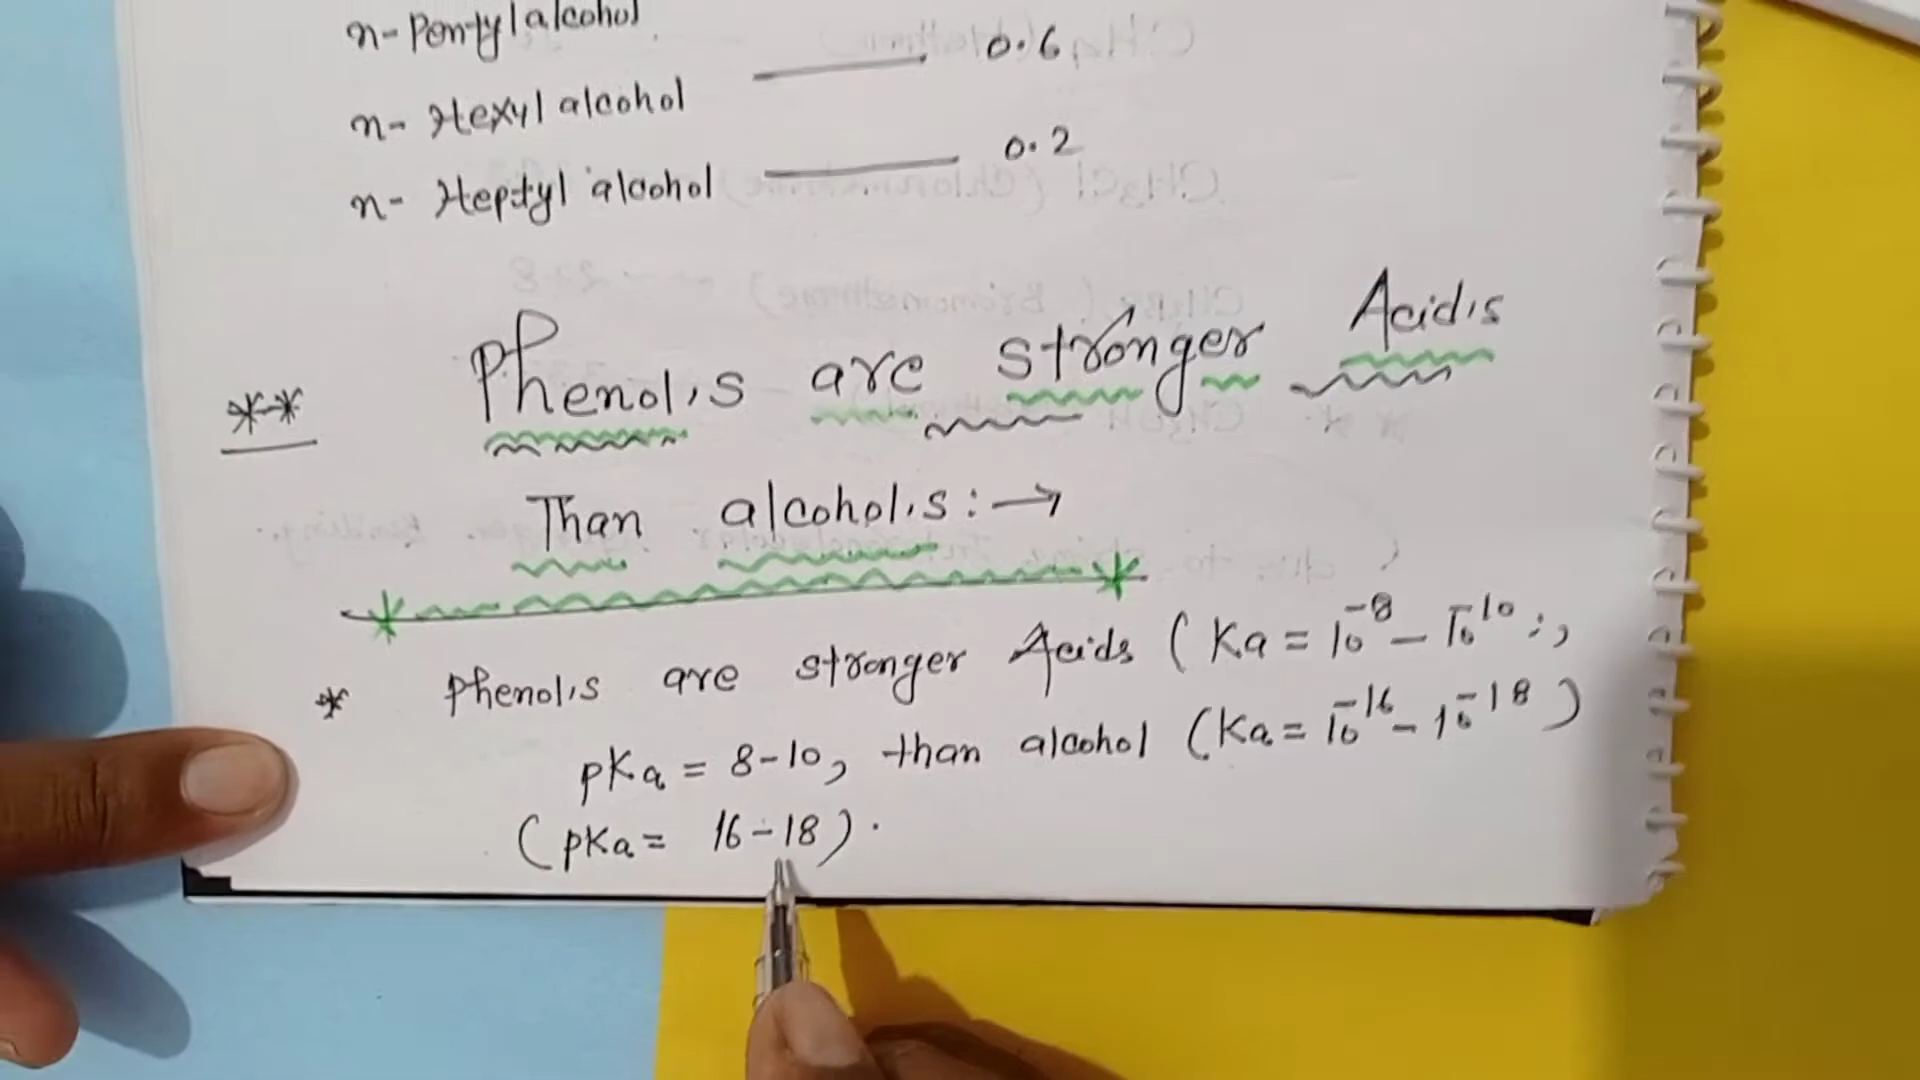 n- Pentyl alcohol
n- Hexyl alcohol 0.6
n- Heptyl alcohol 0.2
** Phenols are stronger Acids
Than alcohols :→
* Phenols are stronger Acids (Ka = 10⁻⁸ – 10⁻¹⁰ ;,
pKa = 8-10, than alcohol (Ka = 10⁻¹⁶ – 10⁻¹⁸)
(pKa = 16-18).